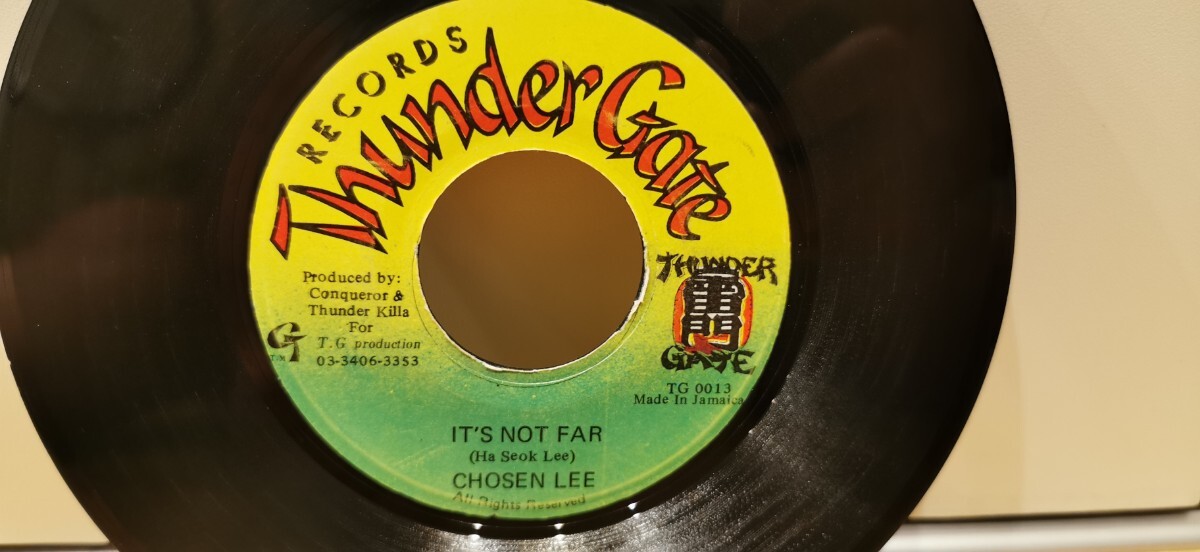 RECORDS
Thunder Gate
Produced by:
Conqueror &
Thunder Killa
For
T.G production
03-3406-3353
GT
T.M
THUNDER
雷門
GATE
TG 0013
Made In Jamaica
IT'S NOT FAR
(Ha Seok Lee)
CHOSEN LEE
All Rights Reserved